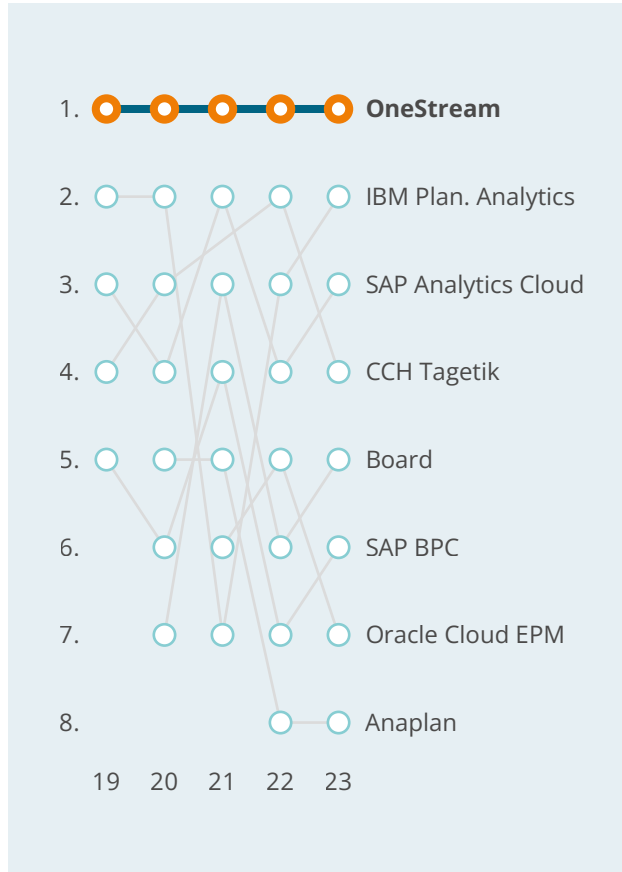 1. OneStream
2. IBM Plan. Analytics
3. SAP Analytics Cloud
4. CCH Tagetik
5. Board
6. SAP BPC
7. Oracle Cloud EPM
8. Anaplan
19 20 21 22 23